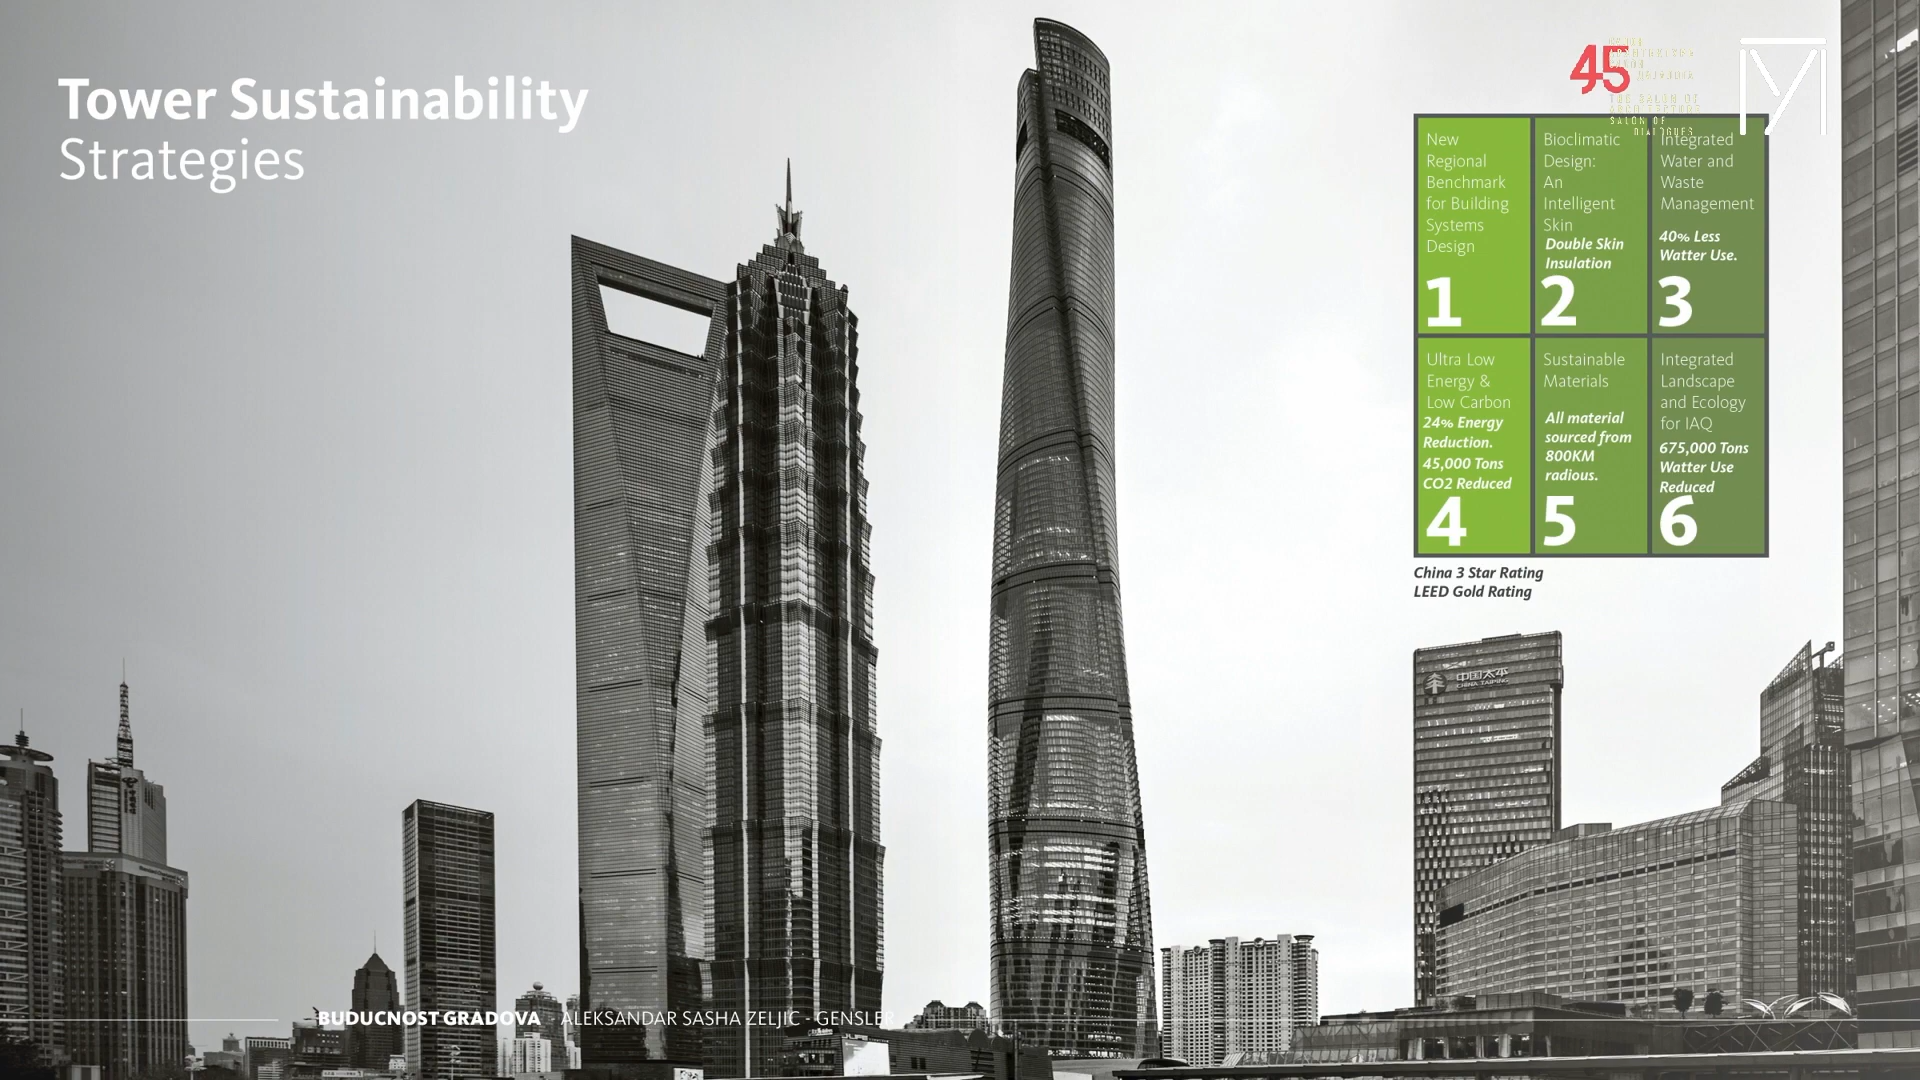 Tower Sustainability
Strategies
45
SALON OF
DIALOGUES
New
Regional
Benchmark
for Building
Systems
Design
1
Bioclimatic
Design:
An
Intelligent
Skin
Double Skin
Insulation
2
Integrated
Water and
Waste
Management
40% Less
Watter Use.
3
Ultra Low
Energy &
Low Carbon
24% Energy
Reduction.
45,000 Tons
CO2 Reduced
4
Sustainable
Materials
All material
sourced from
800KM
radious.
5
Integrated
Landscape
and Ecology
for IAQ
675,000 Tons
Watter Use
Reduced
6
China 3 Star Rating
LEED Gold Rating
中国太平
CHINA TAIPING
BUDUCNOST GRADOVA - ALEKSANDAR SASHA ZELJIC - GENSLER